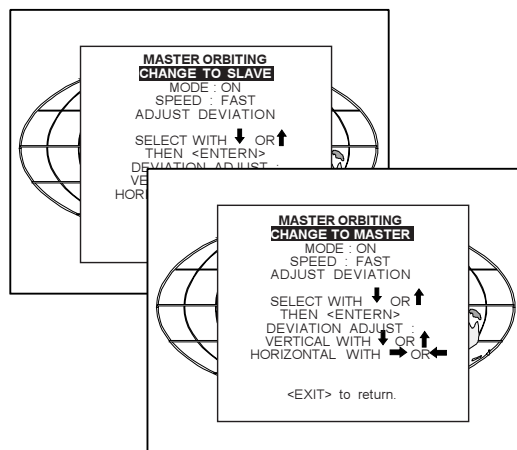 MASTER ORBITING
CHANGE TO SLAVE
MODE : ON
SPEED : FAST
ADJUST DEVIATION
SELECT WITH ⬇ OR ⬆
THEN <ENTERN>
DEVIATION ADJUST :
VE
HORI
MASTER ORBITING
CHANGE TO MASTER
MODE : ON
SPEED : FAST
ADJUST DEVIATION
SELECT WITH ⬇ OR ⬆
THEN <ENTERN>
DEVIATION ADJUST :
VERTICAL WITH ⬇ OR ⬆
HORIZONTAL WITH ➡ OR ⬅
<EXIT> to return.